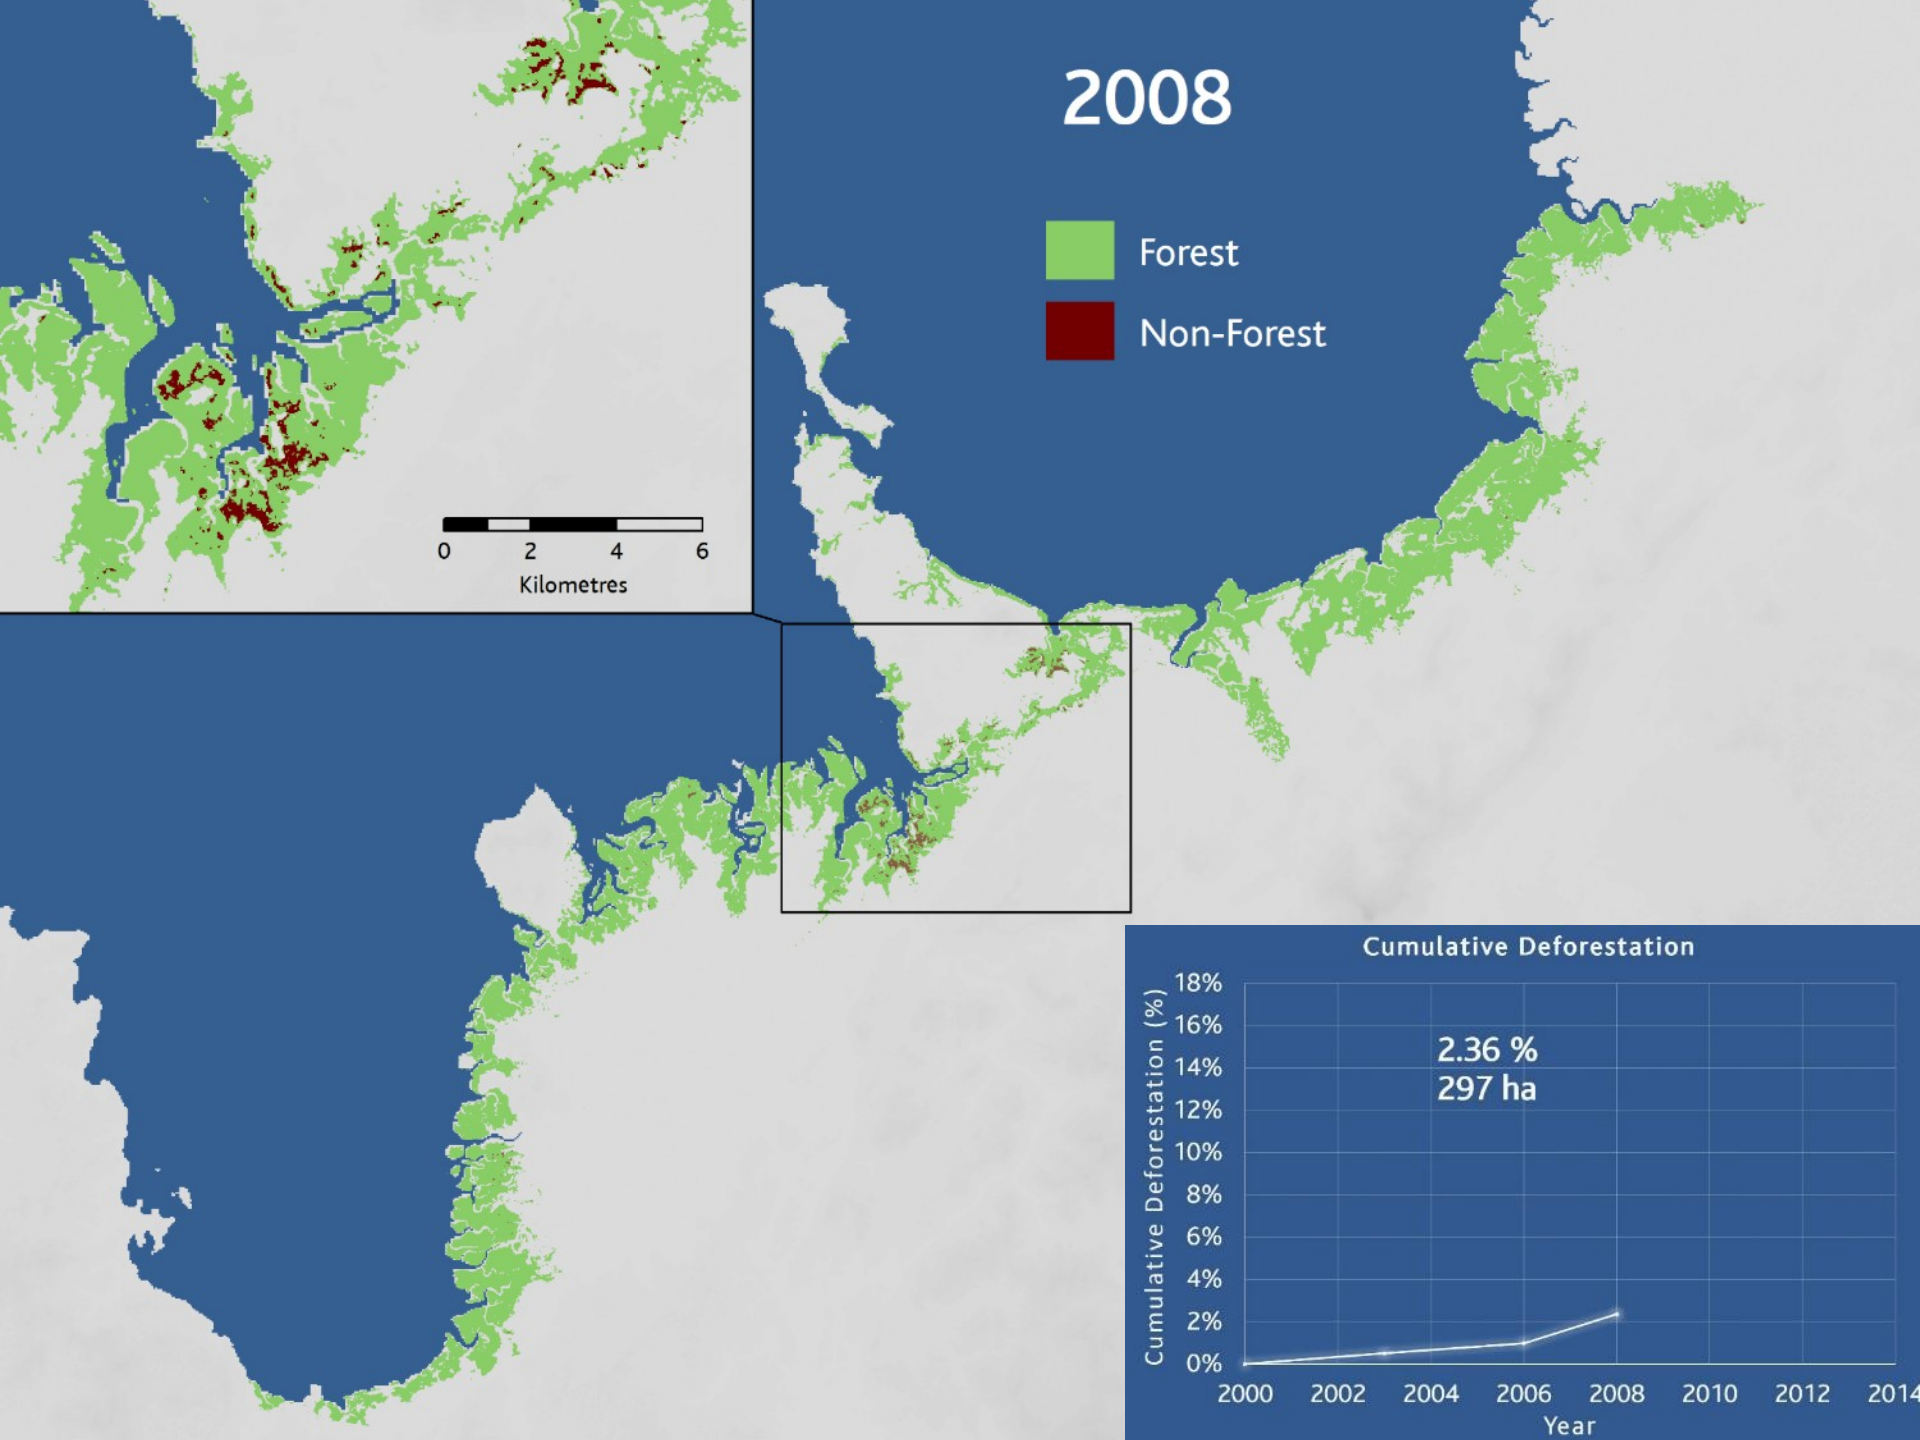 2008
Forest
Non-Forest
0 2 4 6
Kilometres
Cumulative Deforestation
Cumulative Deforestation (%)
18%
16%
14%
12%
10%
8%
6%
4%
2%
0%
2.36 %
297 ha
2000 2002 2004 2006 2008 2010 2012 2014
Year